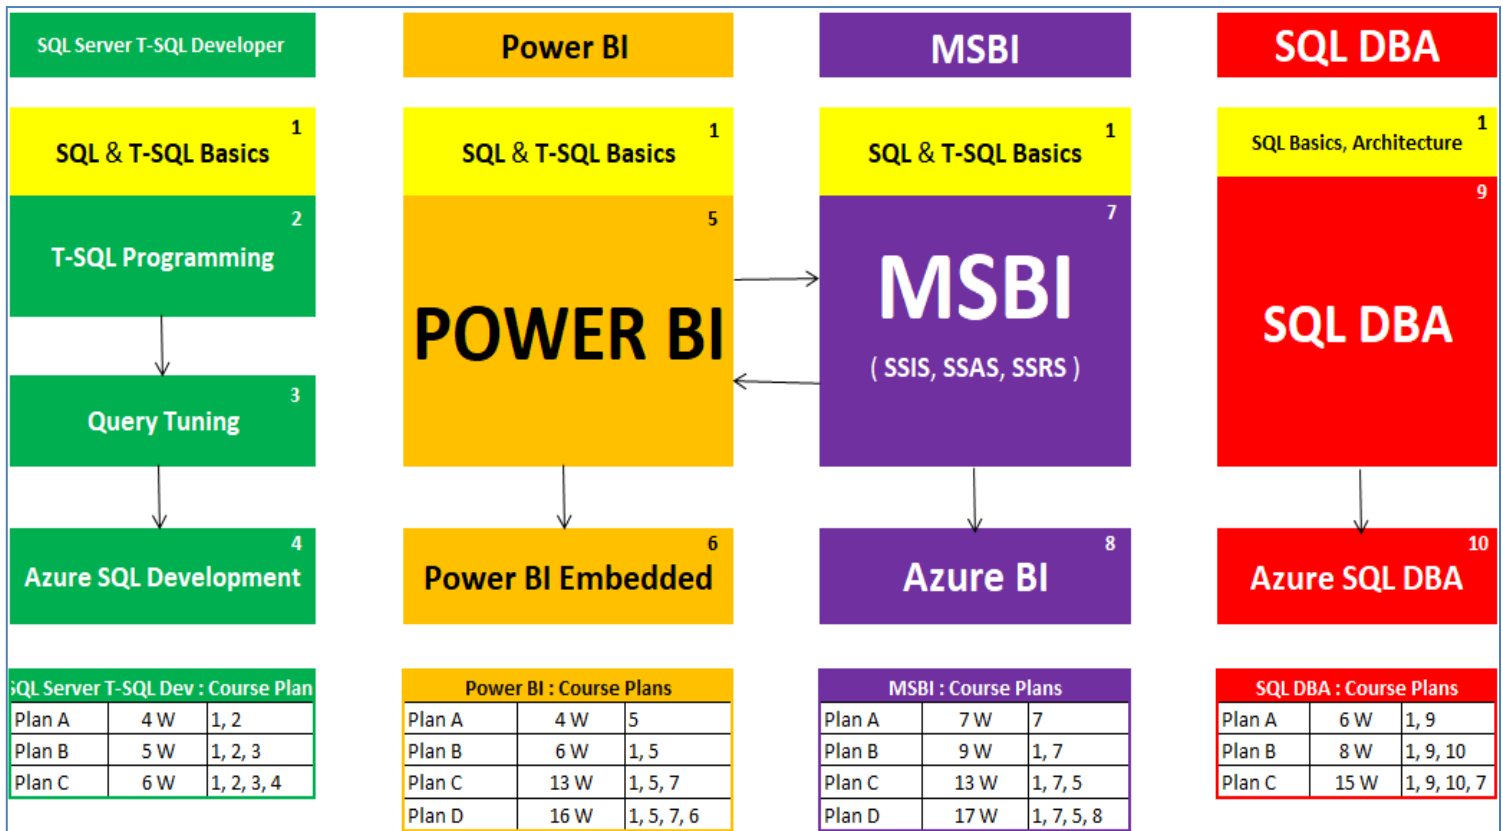 SQL Server T-SQL Developer
Power BI
MSBI
SQL DBA
1
SQL & T-SQL Basics
2
T-SQL Programming
3
Query Tuning
4
Azure SQL Development
1
SQL & T-SQL Basics
5
POWER BI
6
Power BI Embedded
1
SQL & T-SQL Basics
7
MSBI
( SSIS, SSAS, SSRS )
8
Azure BI
1
SQL Basics, Architecture
9
SQL DBA
10
Azure SQL DBA
SQL Server T-SQL Dev : Course Plan
Plan A 4 W 1, 2
Plan B 5 W 1, 2, 3
Plan C 6 W 1, 2, 3, 4
Power BI : Course Plans
Plan A 4 W 5
Plan B 6 W 1, 5
Plan C 13 W 1, 5, 7
Plan D 16 W 1, 5, 7, 6
MSBI : Course Plans
Plan A 7 W 7
Plan B 9 W 1, 7
Plan C 13 W 1, 7, 5
Plan D 17 W 1, 7, 5, 8
SQL DBA : Course Plans
Plan A 6 W 1, 9
Plan B 8 W 1, 9, 10
Plan C 15 W 1, 9, 10, 7